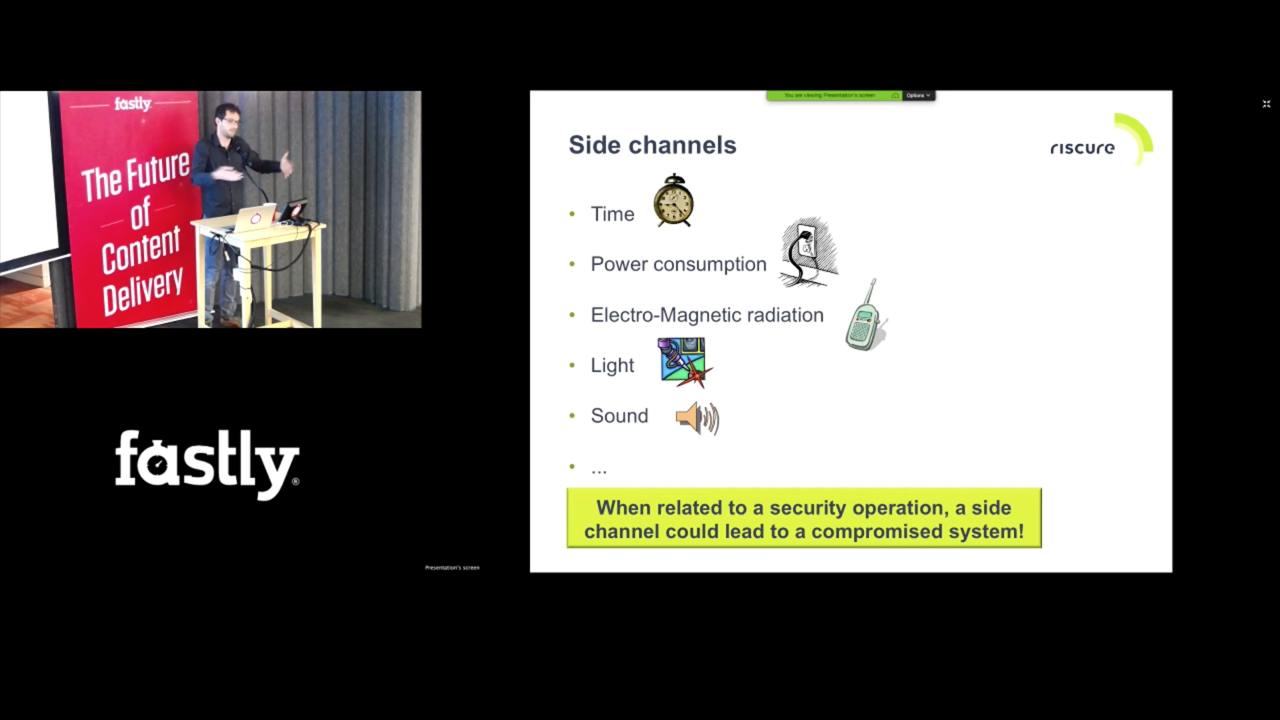 fastly
The Future
of
Content
Delivery
fastly®
Presentation's screen
You are viewing Presentation's screen
Options
Side channels
riscure
• Time
• Power consumption
• Electro-Magnetic radiation
• Light
• Sound
• ...
When related to a security operation, a side
channel could lead to a compromised system!